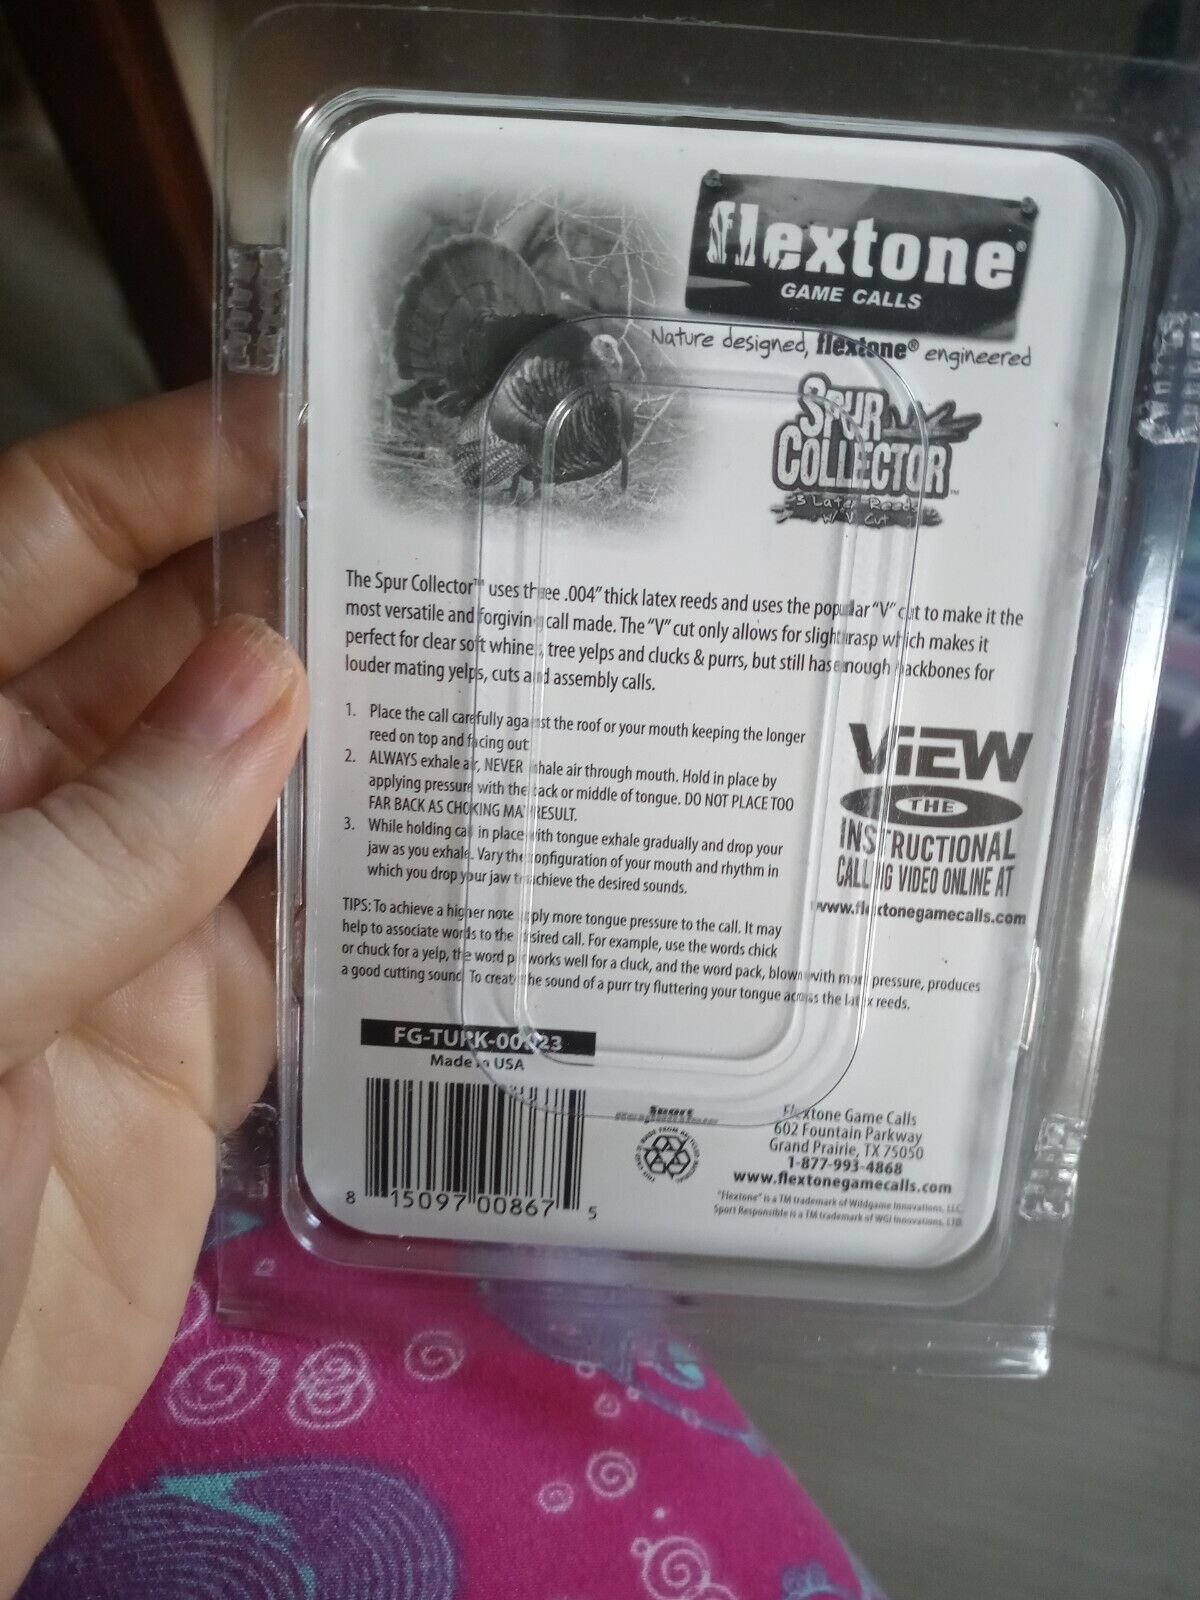 flextone®
GAME CALLS
Nature designed, flextone® engineered
SPUR
COLLECTOR™
3 Latex Reeds
W/ V Cut
The Spur Collector™ uses three .004" thick latex reeds and uses the popular "V" cut to make it the
most versatile and forgiving call made. The "V" cut only allows for slight rasp which makes it
perfect for clear soft whines, tree yelps and clucks & purrs, but still has enough backbones for
louder mating yelps, cuts and assembly calls.
1. Place the call carefully against the roof or your mouth keeping the longer
reed on top and facing out
2. ALWAYS exhale air, NEVER inhale air through mouth. Hold in place by
applying pressure with the back or middle of tongue. DO NOT PLACE TOO
FAR BACK AS CHOKING MAY RESULT.
3. While holding call in place with tongue exhale gradually and drop your
jaw as you exhale. Vary the configuration of your mouth and rhythm in
which you drop your jaw to achieve the desired sounds.
VIEW
THE
INSTRUCTIONAL
CALLING VIDEO ONLINE AT
www.flextonegamecalls.com
TIPS: To achieve a higher note apply more tongue pressure to the call. It may
help to associate words to the desired call. For example, use the words chick
or chuck for a yelp, the word works well for a cluck, and the word pack, blown with more pressure, produces
a good cutting sound. To create the sound of a purr try fluttering your tongue across the latex reeds.
FG-TURK-00023
Made in USA
8 15097 00867 5
Sport
Flextone Game Calls
602 Fountain Parkway
Grand Prairie, TX 75050
1-877-993-4868
www.flextonegamecalls.com
"Flextone" is a TM trademark of Wildgame Innovations, LLC.
Sport Responsible is a TM trademark of WGI Innovations, LTD.